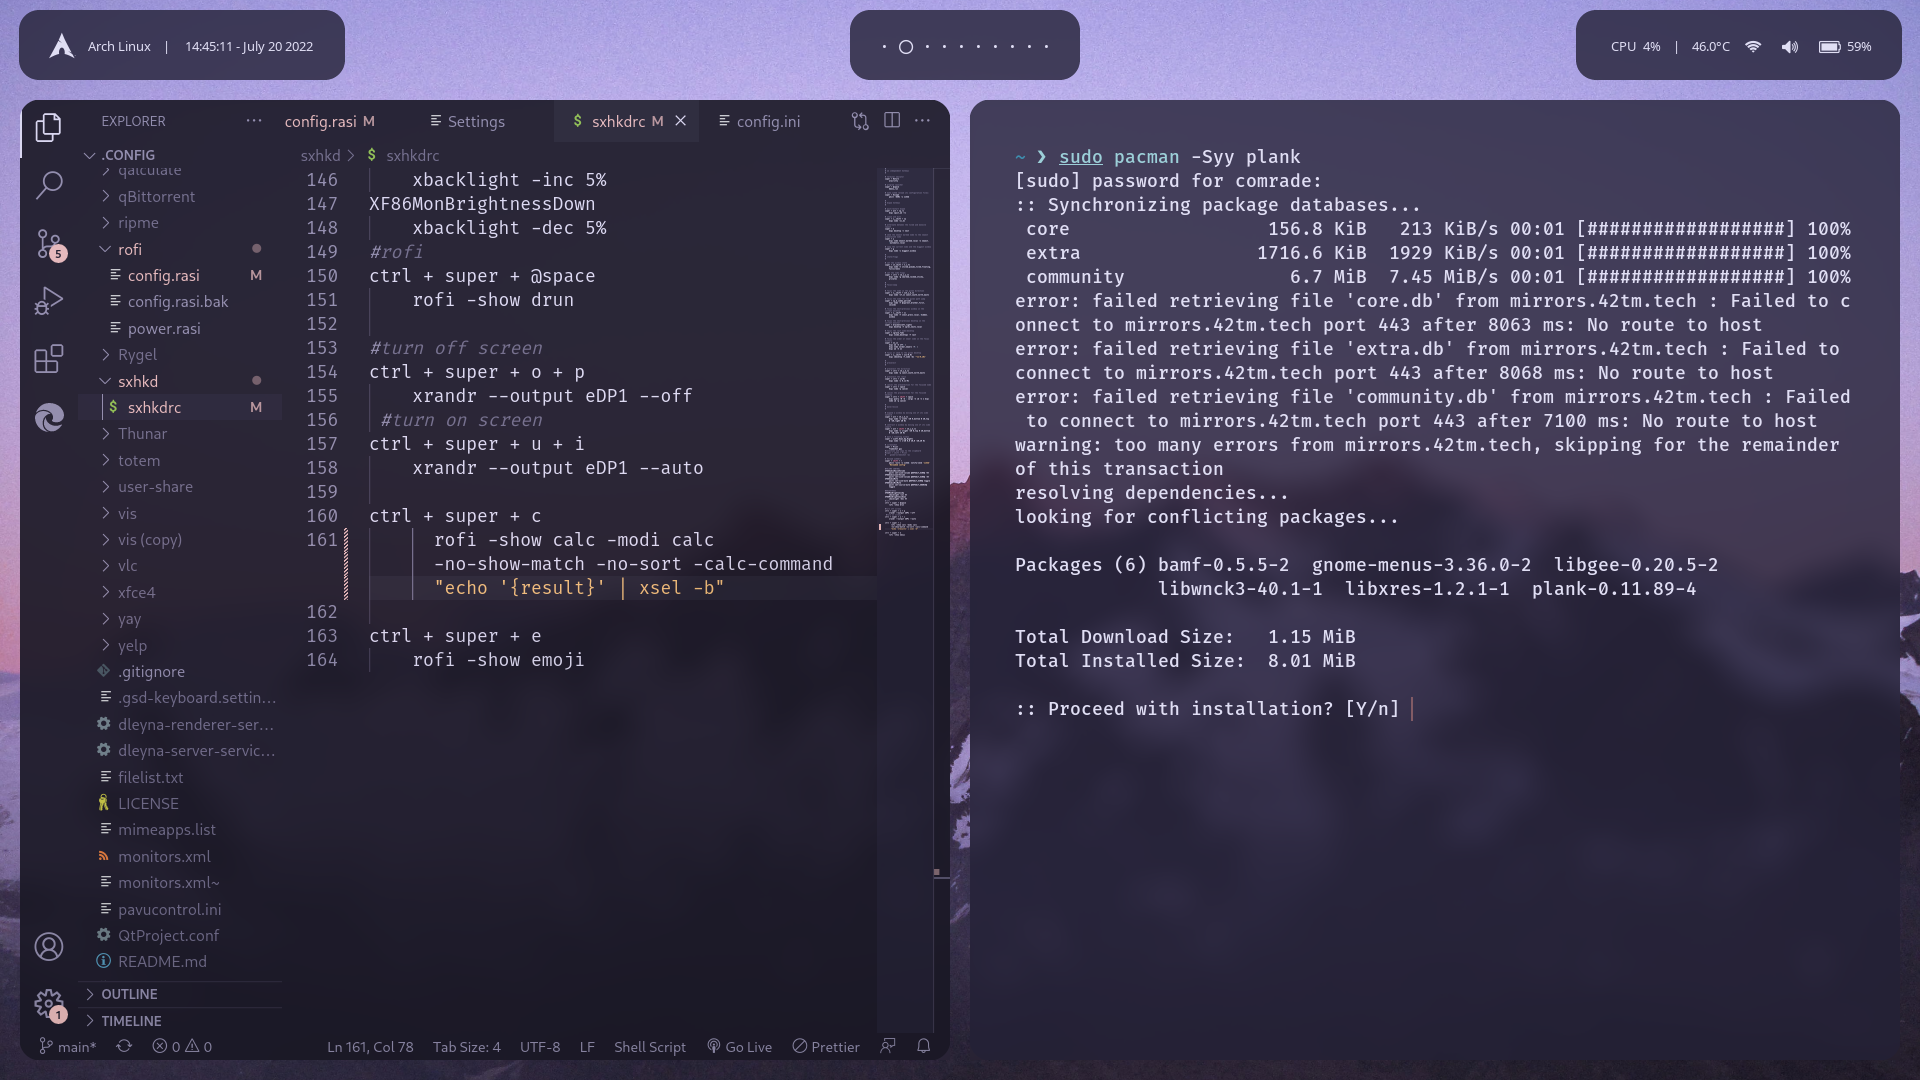 Arch Linux | 14:45:11 - July 20 2022
CPU 4% | 46.0°C 59%
EXPLORER ···
.CONFIG
qalculate
qBittorrent
ripme
rofi
config.rasi M
config.rasi.bak
power.rasi
Rygel
sxhkd
sxhkdrc M
Thunar
totem
user-share
vis
vis (copy)
vlc
xfce4
yay
yelp
.gitignore
.gsd-keyboard.settin...
dleyna-renderer-ser...
dleyna-server-servic...
filelist.txt
LICENSE
mimeapps.list
monitors.xml
monitors.xml~
pavucontrol.ini
QtProject.conf
README.md
OUTLINE
TIMELINE
5
1
config.rasi M Settings $ sxhkdrc M config.ini ···
sxhkd > $ sxhkdrc
146 xbacklight -inc 5%
147 XF86MonBrightnessDown
148 xbacklight -dec 5%
149 #rofi
150 ctrl + super + @space
151 rofi -show drun
152
153 #turn off screen
154 ctrl + super + o + p
155 xrandr --output eDP1 --off
156 #turn on screen
157 ctrl + super + u + i
158 xrandr --output eDP1 --auto
159
160 ctrl + super + c
161 rofi -show calc -modi calc
-no-show-match -no-sort -calc-command
"echo '{result}' | xsel -b"
162
163 ctrl + super + e
164 rofi -show emoji
main* 0 0 Ln 161, Col 78 Tab Size: 4 UTF-8 LF Shell Script Go Live Prettier
~ ❯ sudo pacman -Syy plank
[sudo] password for comrade:
:: Synchronizing package databases...
core 156.8 KiB 213 KiB/s 00:01 [##################] 100%
extra 1716.6 KiB 1929 KiB/s 00:01 [##################] 100%
community 6.7 MiB 7.45 MiB/s 00:01 [##################] 100%
error: failed retrieving file 'core.db' from mirrors.42tm.tech : Failed to c
onnect to mirrors.42tm.tech port 443 after 8063 ms: No route to host
error: failed retrieving file 'extra.db' from mirrors.42tm.tech : Failed to
connect to mirrors.42tm.tech port 443 after 8068 ms: No route to host
error: failed retrieving file 'community.db' from mirrors.42tm.tech : Failed
to connect to mirrors.42tm.tech port 443 after 7100 ms: No route to host
warning: too many errors from mirrors.42tm.tech, skipping for the remainder
of this transaction
resolving dependencies...
looking for conflicting packages...
Packages (6) bamf-0.5.5-2 gnome-menus-3.36.0-2 libgee-0.20.5-2
libwnck3-40.1-1 libxres-1.2.1-1 plank-0.11.89-4
Total Download Size: 1.15 MiB
Total Installed Size: 8.01 MiB
:: Proceed with installation? [Y/n]